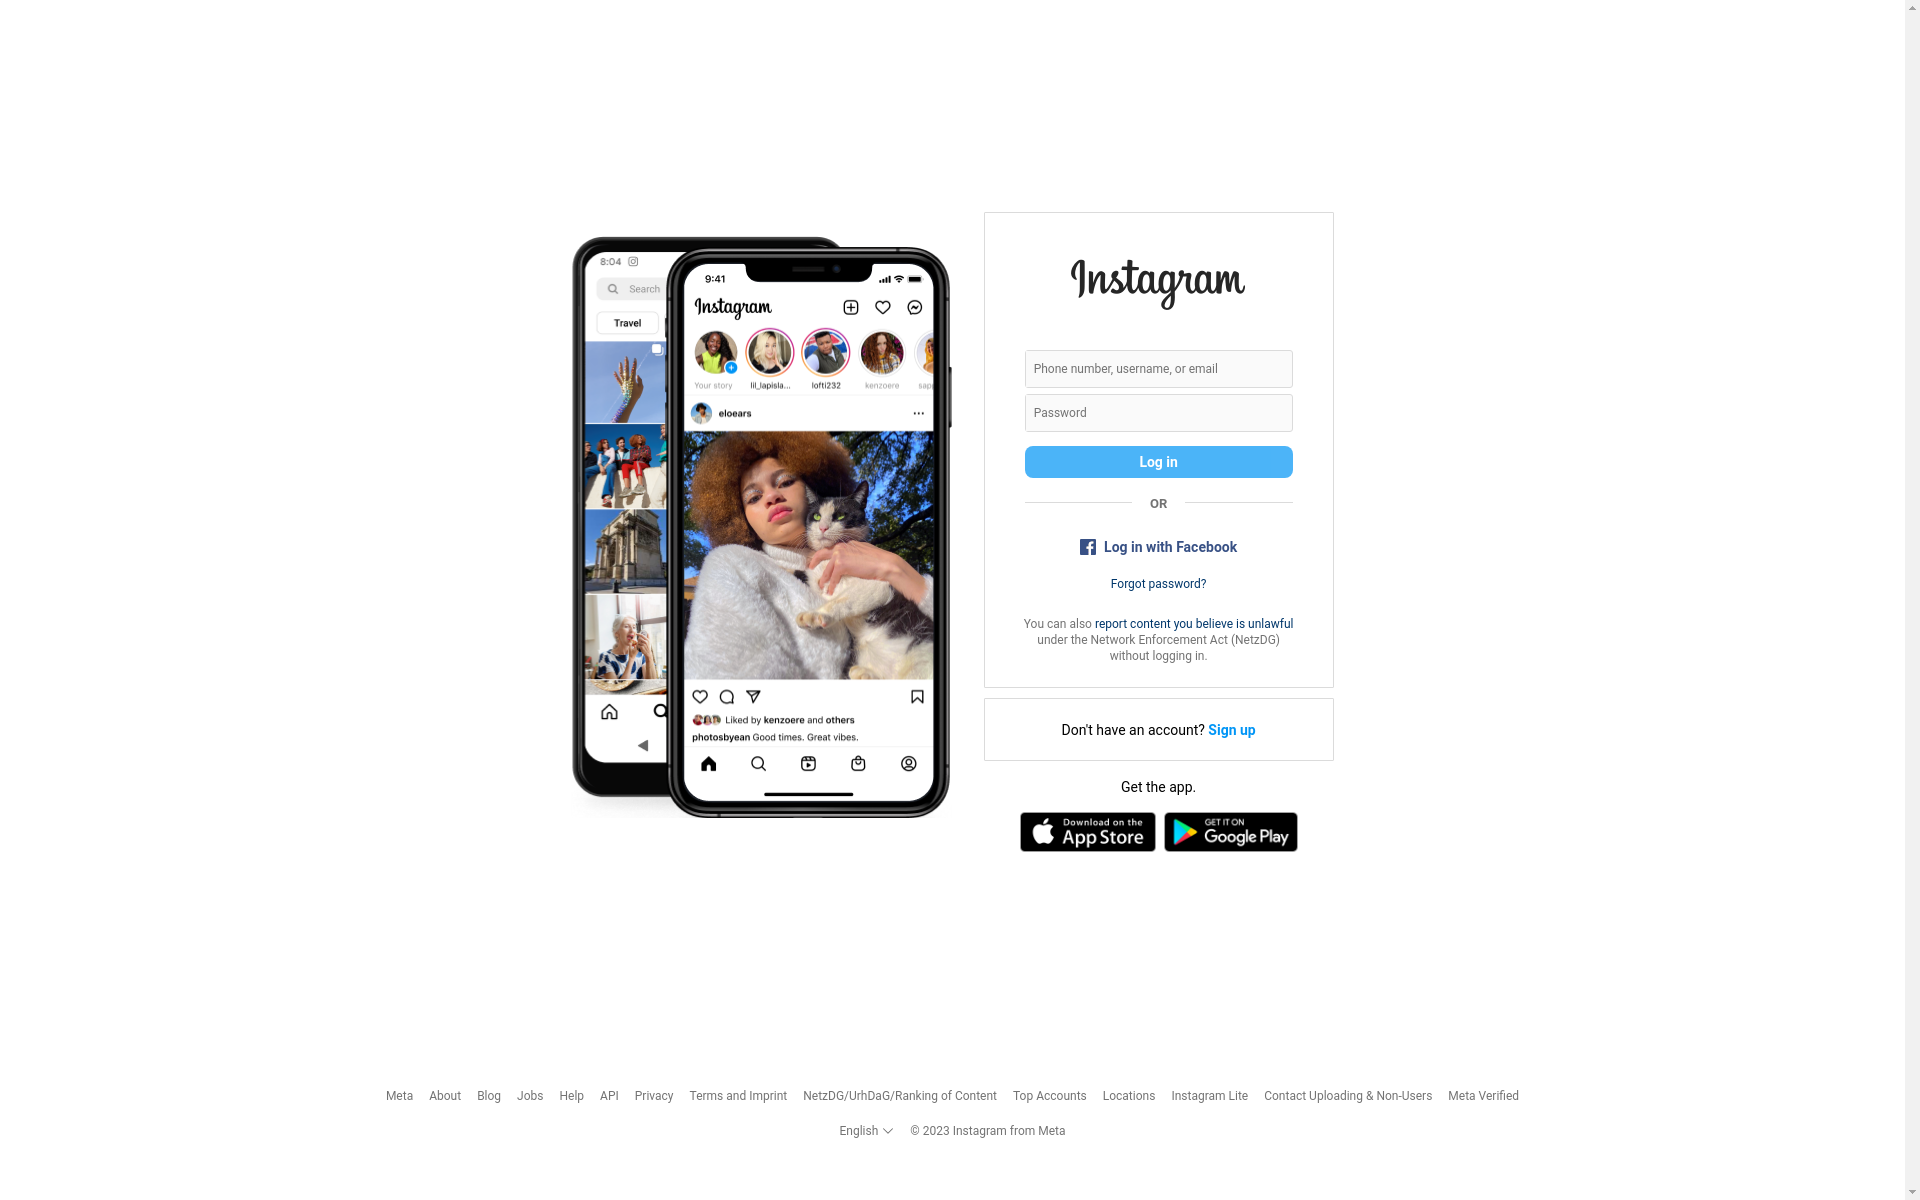 8:04
Search
Travel
9:41
Instagram
Your story
lil_lapisla...
lofti232
kenzoere
sapp
eloears
Liked by kenzoere and others
photosbyean Good times. Great vibes.
Instagram
Phone number, username, or email
Password
Log in
OR
Log in with Facebook
Forgot password?
You can also report content you believe is unlawful
under the Network Enforcement Act (NetzDG)
without logging in.
Don't have an account? Sign up
Get the app.
Download on the
App Store
GET IT ON
Google Play
Meta About Blog Jobs Help API Privacy Terms and Imprint NetzDG/UrhDaG/Ranking of Content Top Accounts Locations Instagram Lite Contact Uploading & Non-Users Meta Verified
English © 2023 Instagram from Meta